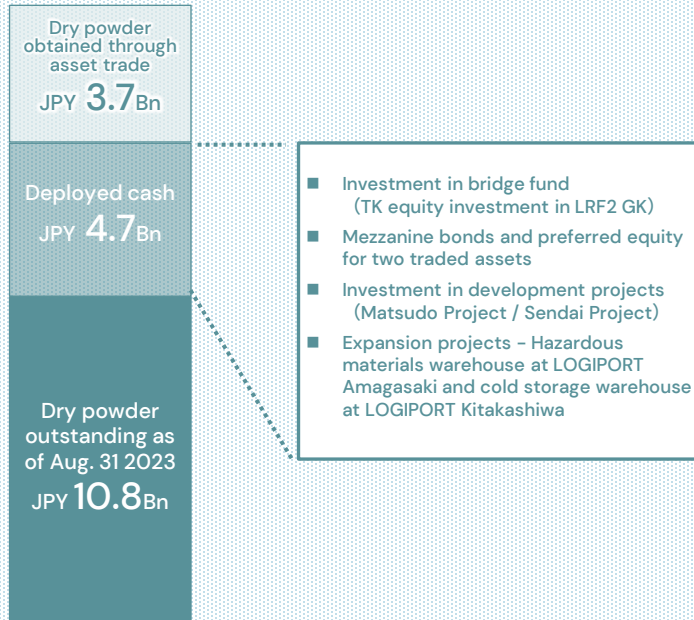 Dry powder
obtained through
asset trade
JPY 3.7Bn
Deployed cash
JPY 4.7Bn
Dry powder
outstanding as
of Aug. 31 2023
JPY 10.8Bn
■ Investment in bridge fund
（TK equity investment in LRF2 GK）
■ Mezzanine bonds and preferred equity
for two traded assets
■ Investment in development projects
（Matsudo Project / Sendai Project）
■ Expansion projects - Hazardous
materials warehouse at LOGIPORT
Amagasaki and cold storage warehouse
at LOGIPORT Kitakashiwa